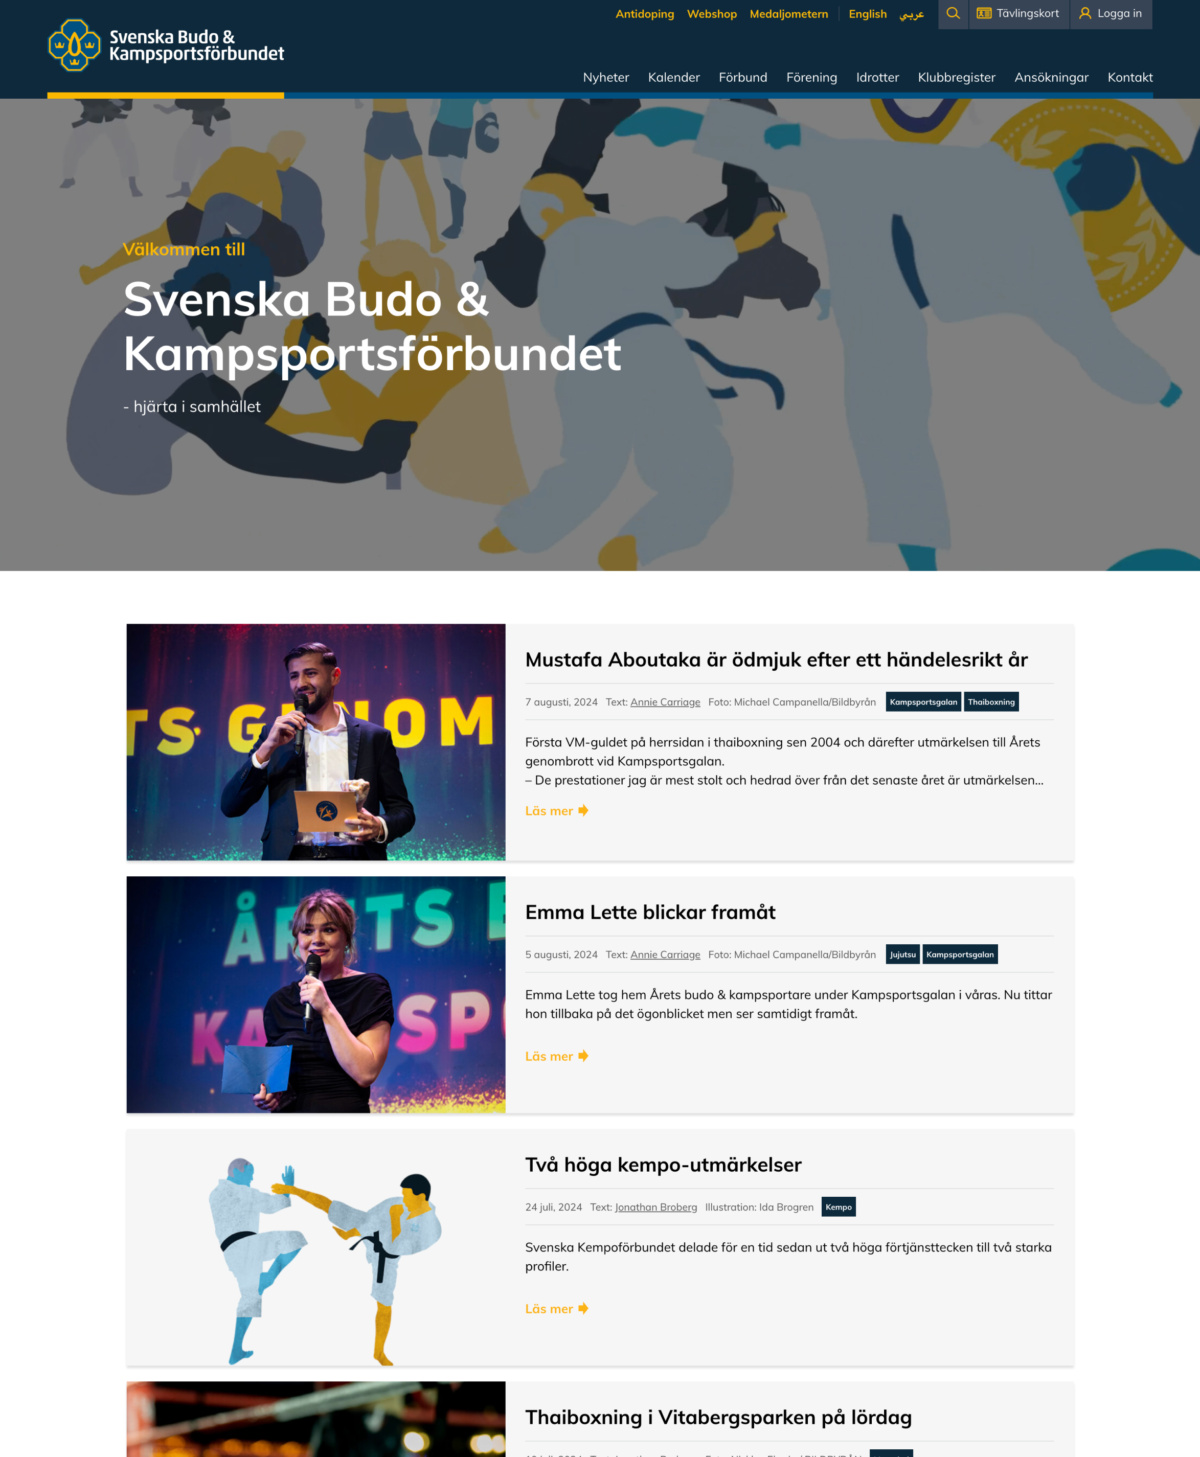 Antidoping Webshop Medaljometern English عربي Tävlingskort Logga in
Svenska Budo &
Kampsportsförbundet
Nyheter Kalender Förbund Förening Idrotter Klubbregister Ansökningar Kontakt
Välkommen till
Svenska Budo &
Kampsportsförbundet
- hjärta i samhället
TS GENOM
Mustafa Aboutaka är ödmjuk efter ett händelesrikt år
7 augusti, 2024 Text: Annie Carriage Foto: Michael Campanella/Bildbyrån Kampsportsgalan Thaiboxning
Första VM-guldet på herrsidan i thaiboxning sen 2004 och därefter utmärkelsen till Årets
genombrott vid Kampsportsgalan.
– De prestationer jag är mest stolt och hedrad över från det senaste året är utmärkelsen...
Läs mer
ÅRETS
KA SP
Emma Lette blickar framåt
5 augusti, 2024 Text: Annie Carriage Foto: Michael Campanella/Bildbyrån Jujutsu Kampsportsgalan
Emma Lette tog hem Årets budo & kampsportare under Kampsportsgalan i våras. Nu tittar
hon tillbaka på det ögonblicket men ser samtidigt framåt.
Läs mer
Två höga kempo-utmärkelser
24 juli, 2024 Text: Jonathan Broberg Illustration: Ida Brogren Kempo
Svenska Kempoförbundet delade för en tid sedan ut två höga förtjänsttecken till två starka
profiler.
Läs mer
Thaiboxning i Vitabergsparken på lördag